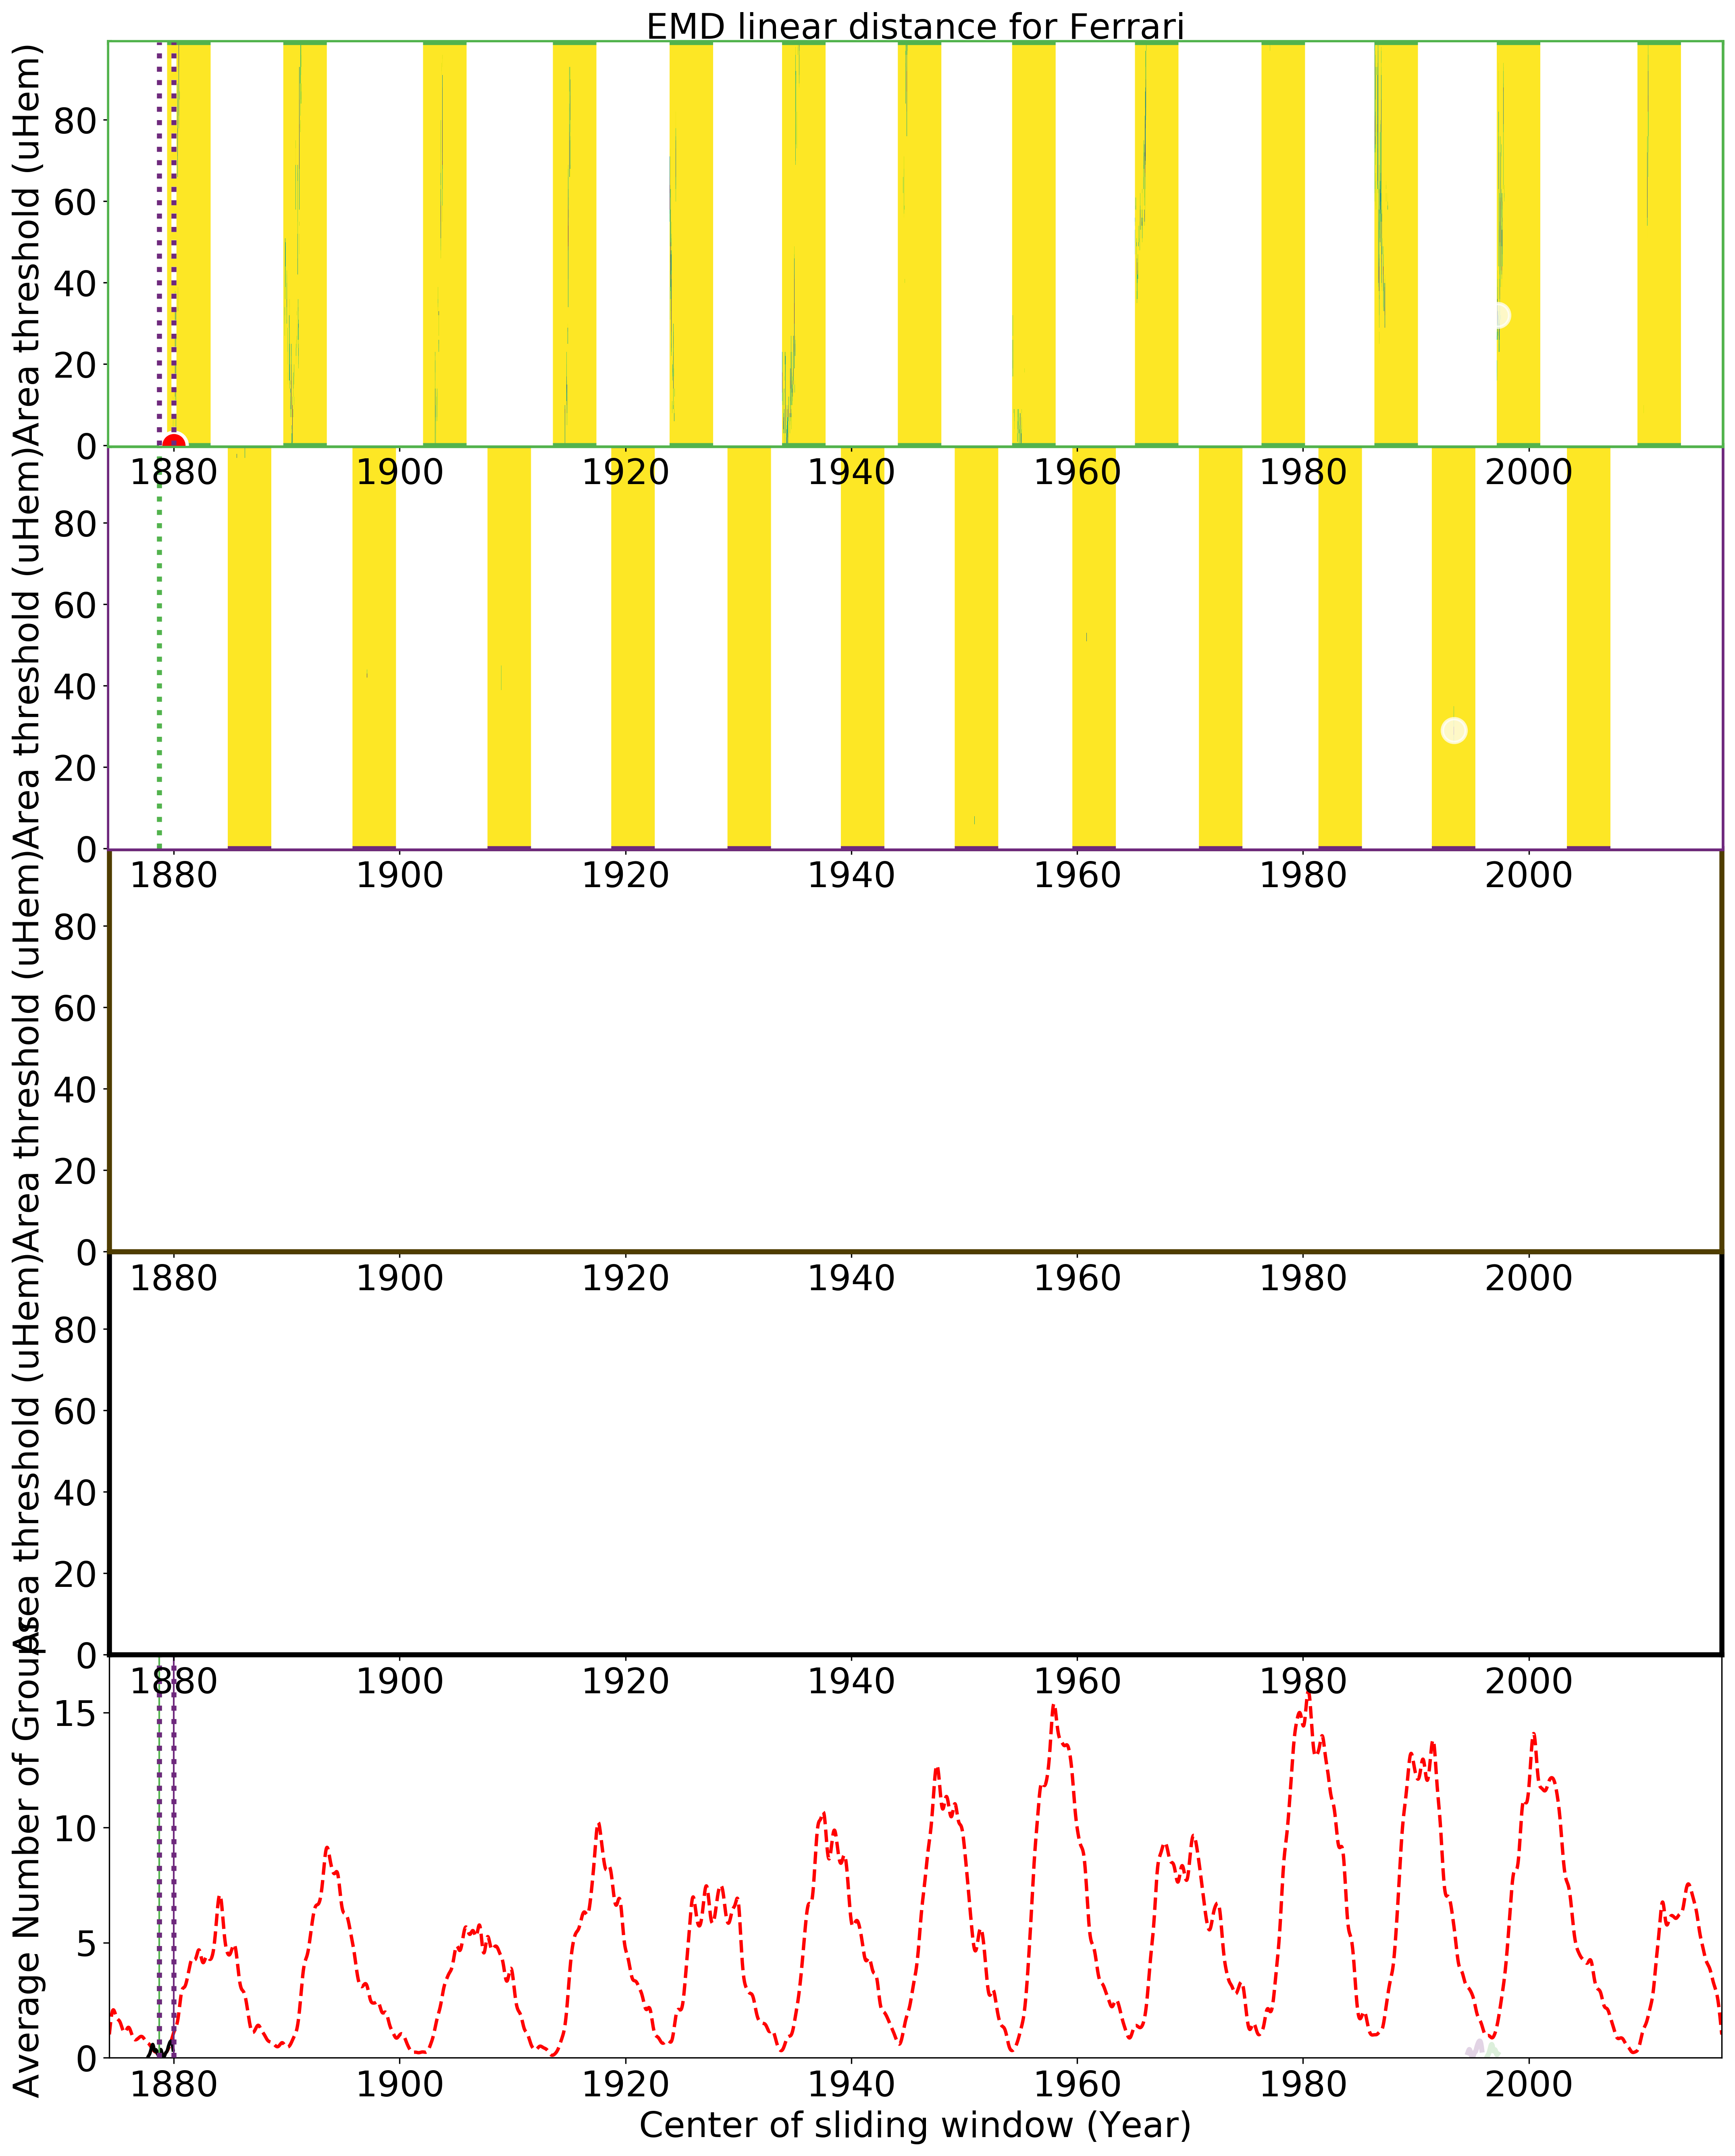 EMD linear distance for Ferrari
Area threshold (uHem)
80
60
40
20
0
1880 1900 1920 1940 1960 1980 2000
Area threshold (uHem)
80
60
40
20
0
1880 1900 1920 1940 1960 1980 2000
Area threshold (uHem)
80
60
40
20
0
1880 1900 1920 1940 1960 1980 2000
Area threshold (uHem)
80
60
40
20
0
1880 1900 1920 1940 1960 1980 2000
Average Number of Groups
15
10
5
0
1880 1900 1920 1940 1960 1980 2000
Center of sliding window (Year)